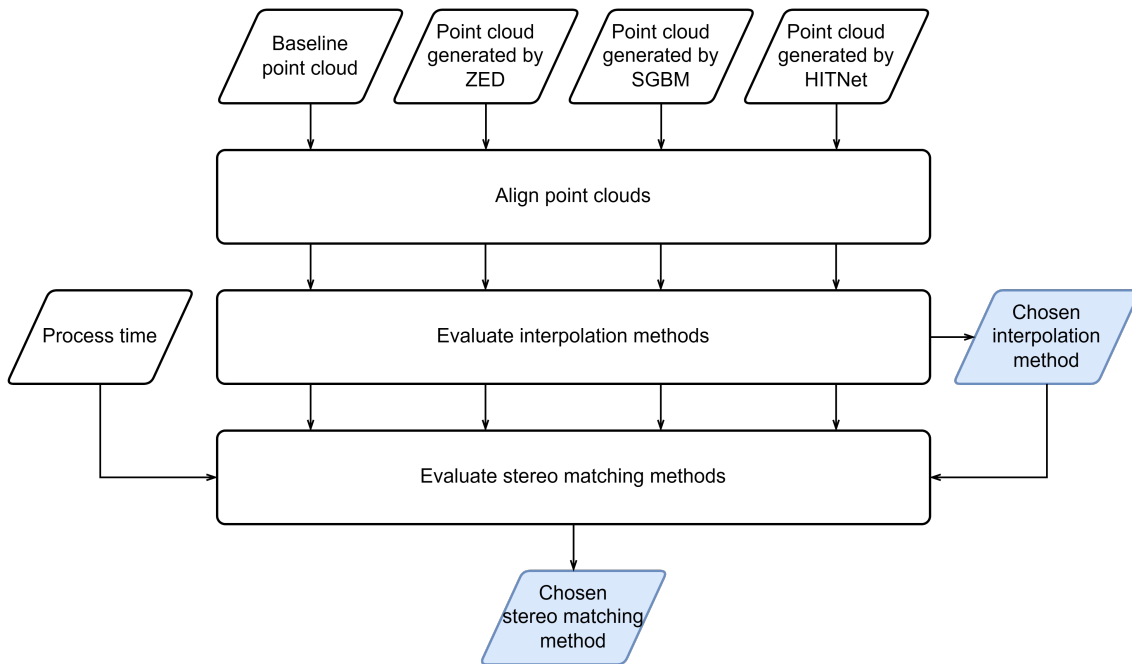 Baseline
point cloud
Point cloud
generated by
ZED
Point cloud
generated by
SGBM
Point cloud
generated by
HITNet
Align point clouds
Process time
Evaluate interpolation methods
Chosen
interpolation
method
Evaluate stereo matching methods
Chosen
stereo matching
method